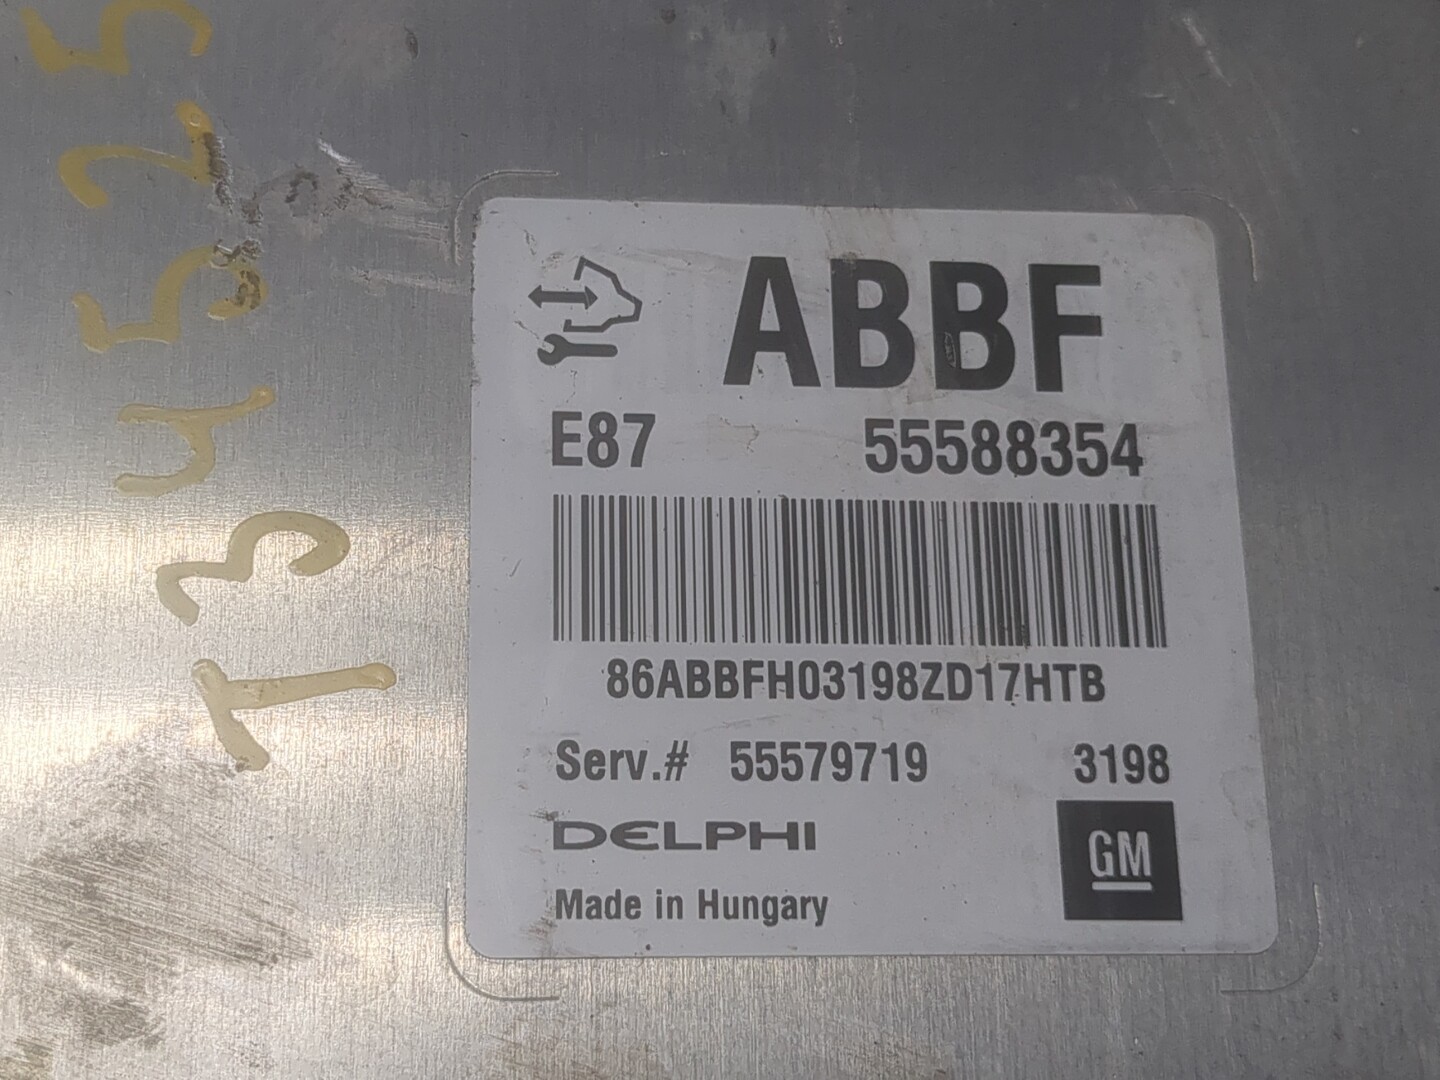 ABBF
E87 55588354
86ABBFH03198ZD17HTB
Serv.# 55579719 3198
DELPHI
GM
Made in Hungary